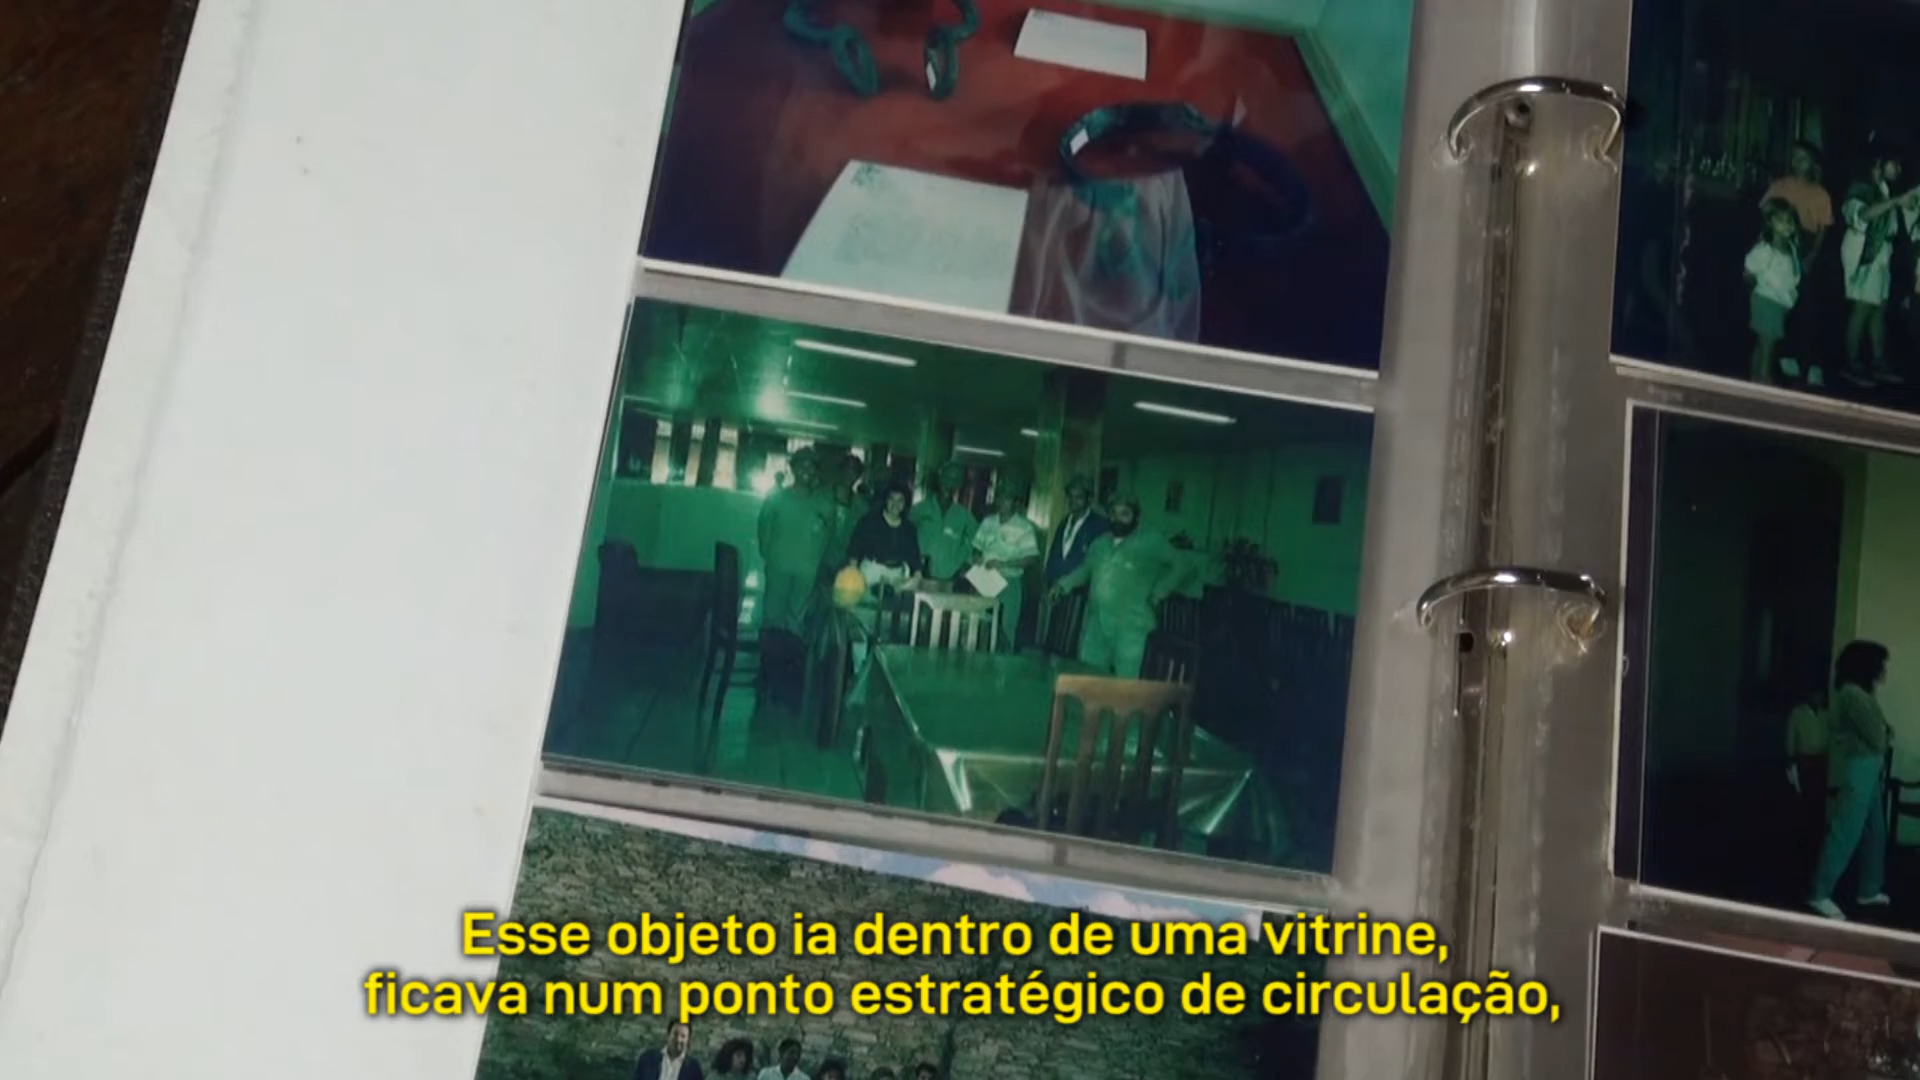 Esse objeto ia dentro de uma vitrine,
ficava num ponto estratégico de circulação,